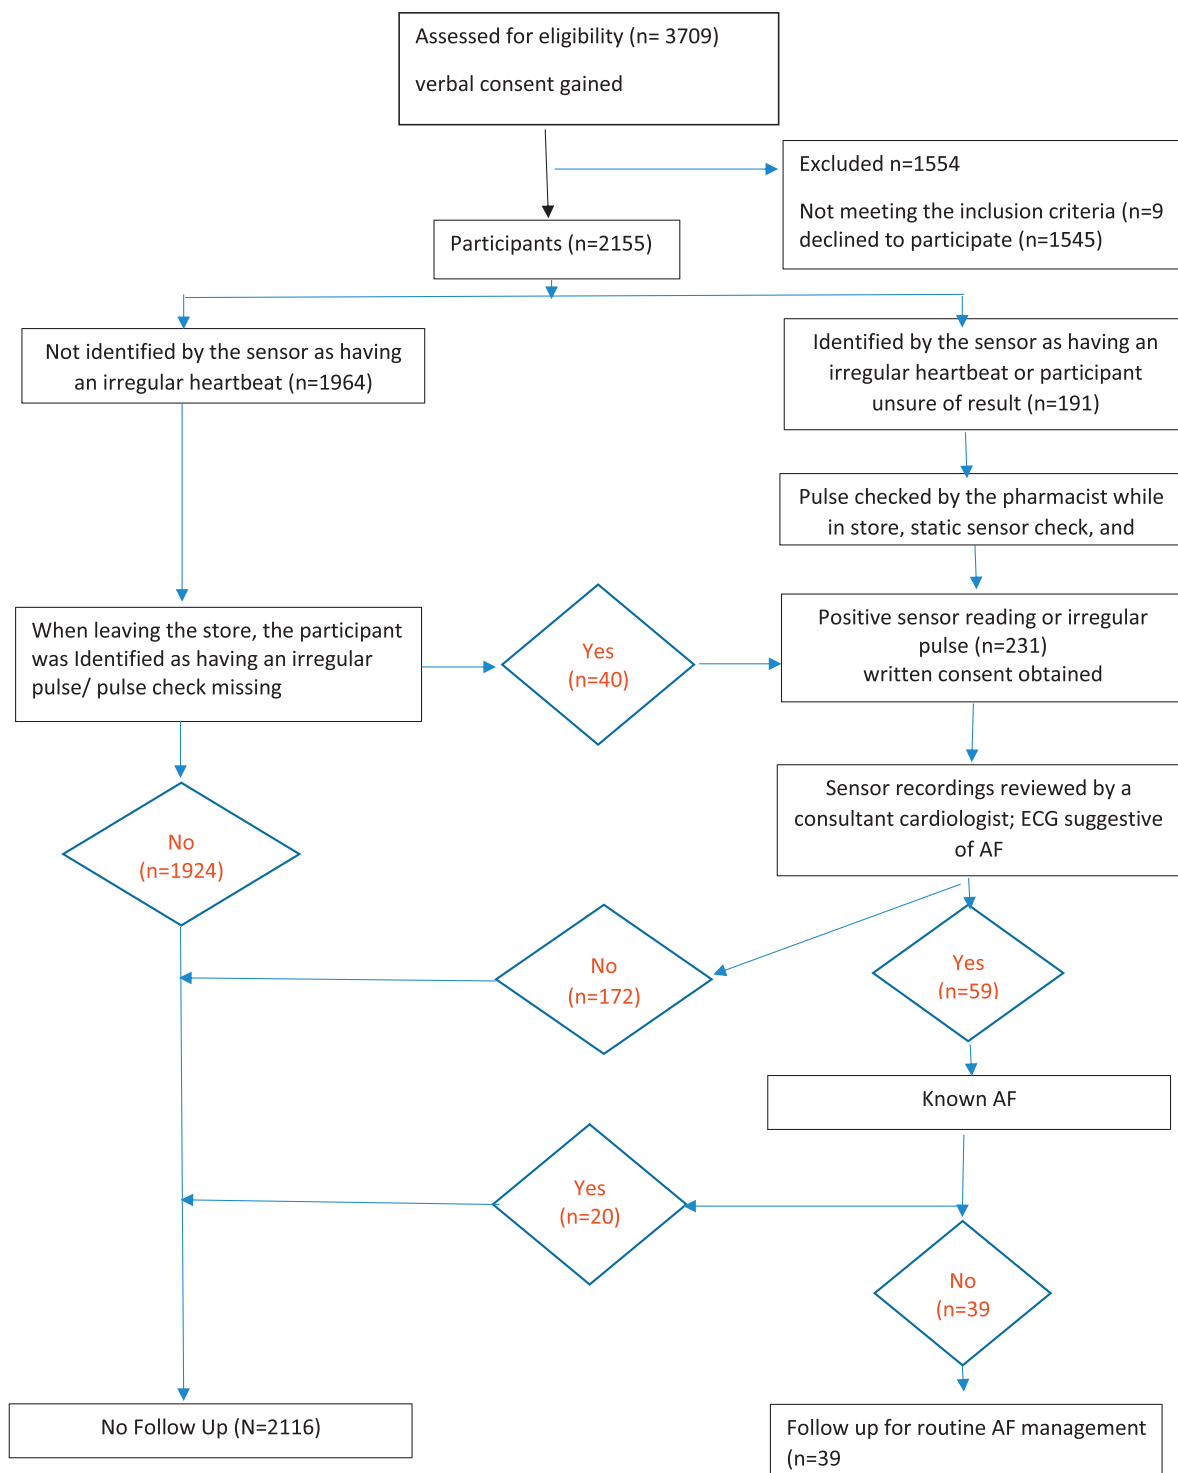 Assessed for eligibility (n= 3709)
verbal consent gained
Excluded n=1554
Not meeting the inclusion criteria (n=9
declined to participate (n=1545)
Participants (n=2155)
Not identified by the sensor as having
an irregular heartbeat (n=1964)
Identified by the sensor as having an
irregular heartbeat or participant
unsure of result (n=191)
Pulse checked by the pharmacist while
in store, static sensor check, and
When leaving the store, the participant
was Identified as having an irregular
pulse/ pulse check missing
Yes
(n=40)
Positive sensor reading or irregular
pulse (n=231)
written consent obtained
Sensor recordings reviewed by a
consultant cardiologist; ECG suggestive
of AF
No
(n=1924)
No
(n=172)
Yes
(n=59)
Known AF
Yes
(n=20)
No
(n=39
No Follow Up (N=2116)
Follow up for routine AF management
(n=39